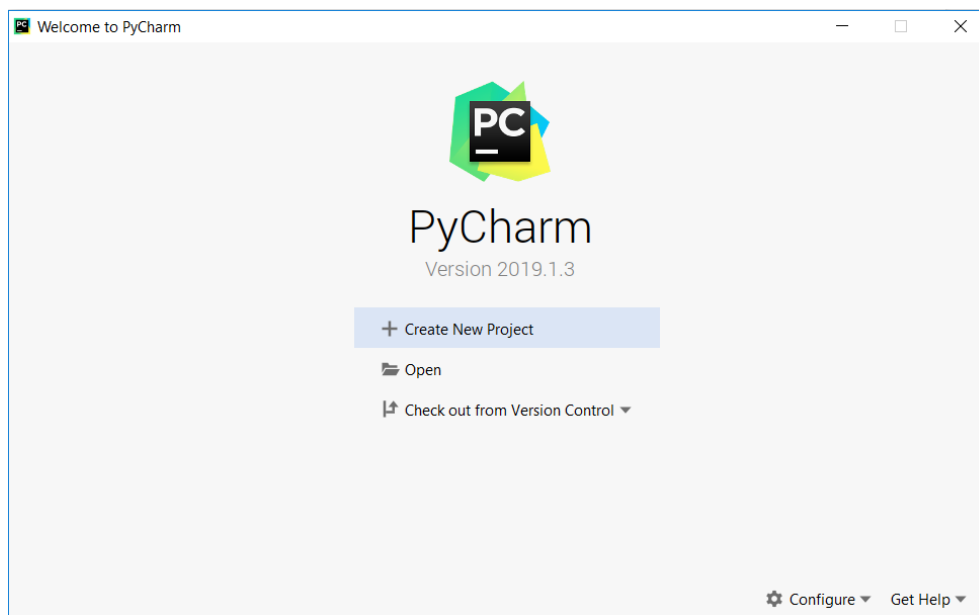 PC Welcome to PyCharm
PC
PyCharm
Version 2019.1.3
Create New Project
Open
Check out from Version Control
Configure Get Help